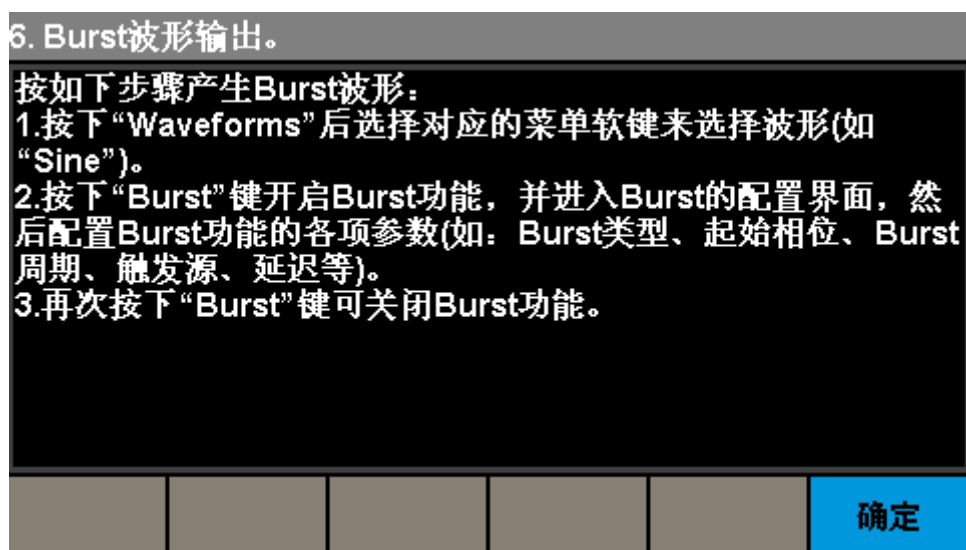 6. Burst波形输出。
按如下步骤产生Burst波形：
1.按下“Waveforms”后选择对应的菜单软键来选择波形(如
“Sine”)。
2.按下“Burst”键开启Burst功能，并进入Burst的配置界面，然
后配置Burst功能的各项参数(如：Burst类型、起始相位、Burst
周期、触发源、延迟等)。
3.再次按下“Burst”键可关闭Burst功能。
确定